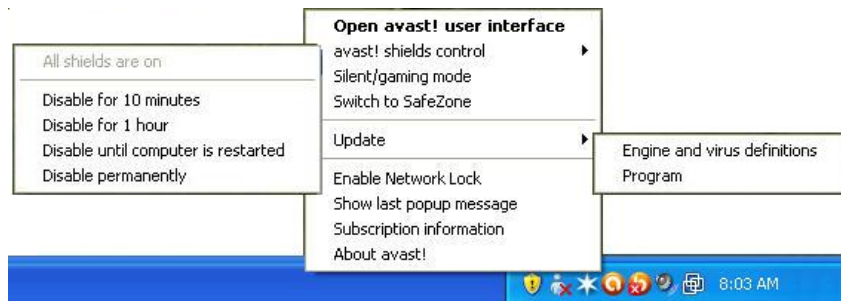 All shields are on
Disable for 10 minutes
Disable for 1 hour
Disable until computer is restarted
Disable permanently
Open avast! user interface
avast! shields control
Silent/gaming mode
Switch to SafeZone
Update
Enable Network Lock
Show last popup message
Subscription information
About avast!
Engine and virus definitions
Program
8:03 AM